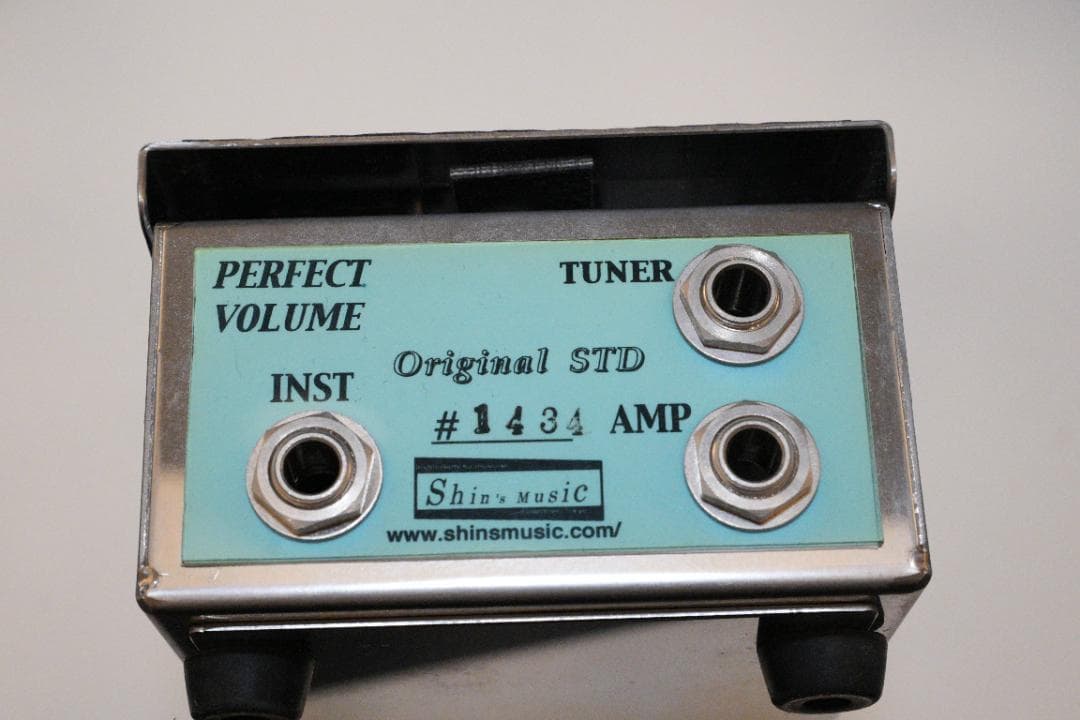 PERFECT
VOLUME
TUNER
Original STD
INST
#1434
AMP
Shin's Music
www.shinsmusic.com/